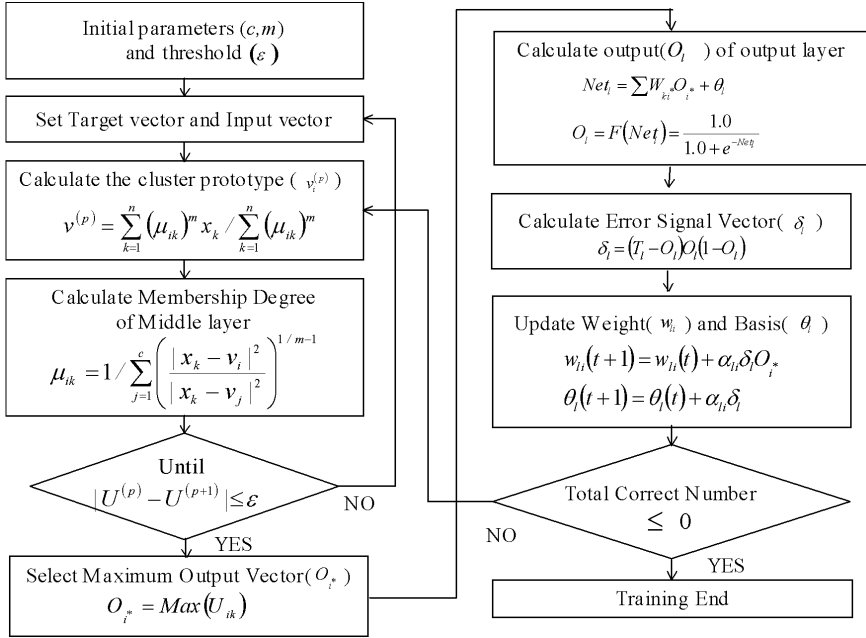 Initial parameters (c,m)
and threshold (ε)
Set Target vector and Input vector
Calculate the cluster prototype ( v_i^(p) )
v^(p) = ∑_{k=1}^{n} (μ_ik)^m x_k / ∑_{k=1}^{n} (μ_ik)^m
Calculate Membership Degree
of Middle layer
μ_ik = 1 / ∑_{j=1}^{c} ( | x_k − v_i |^2 / | x_k − v_j |^2 )^{1/m−1}
Until
|U^(p) − U^(p+1)| ≤ ε
NO
YES
Select Maximum Output Vector( O_i* )
O_i* = Max(U_ik)
Calculate output(O_l ) of output layer
Net_l = ∑ W_ki* O_i* + θ_l
O_l = F(Net_l) = 1.0 / 1.0 + e^{−Net_l}
Calculate Error Signal Vector( δ_l )
δ_l = (T_l − O_l)O_l(1 − O_l)
Update Weight( w_li ) and Basis( θ_l )
w_li(t+1) = w_li(t) + α_li δ_l O_i*
θ_l(t+1) = θ_l(t) + α_li δ_l
Total Correct Number
≤ 0
NO
YES
Training End